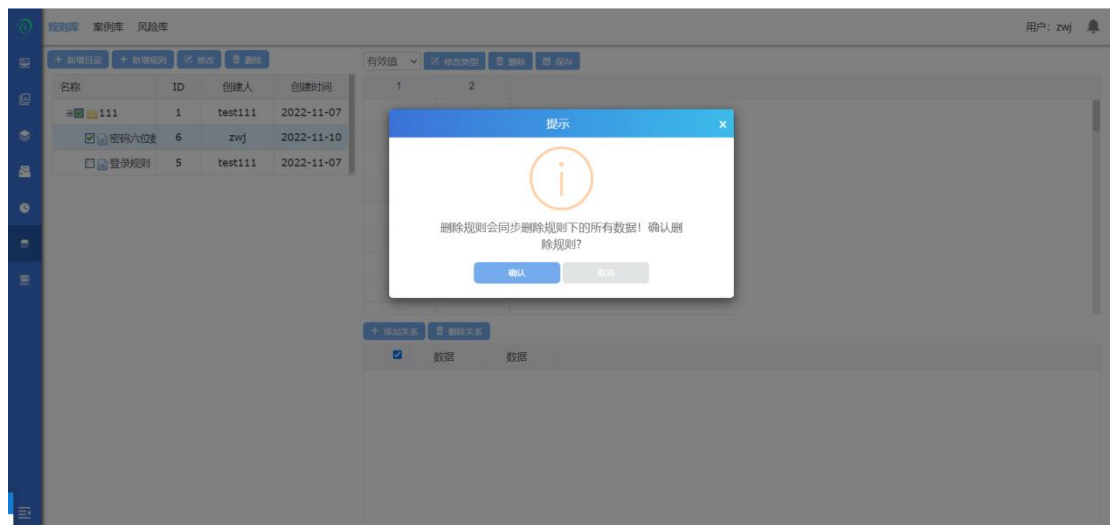 规则库 案例库 风险库 用户: zwj
+ 新增目录 + 新增规则 修改 删除 有效值 修改类型 删除 保存
名称 ID 创建人 创建时间 1 2
111 1 test111 2022-11-07
密码六位数 6 zwj 2022-11-10
登录规则 5 test111 2022-11-07
提示
删除规则会同步删除规则下的所有数据! 确认删
除规则?
确认 取消
+ 添加关系 删除关系
数据 数据